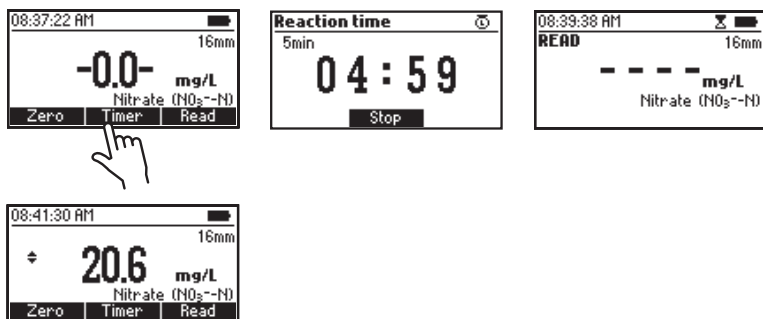 08:37:22 AM
16mm
-0.0- mg/L
Nitrate (NO₃⁻-N)
Zero Timer Read
Reaction time
5min
04:59
Stop
08:39:38 AM
READ 16mm
---- mg/L
Nitrate (NO₃⁻-N)
08:41:30 AM
16mm
20.6 mg/L
Nitrate (NO₃⁻-N)
Zero Timer Read